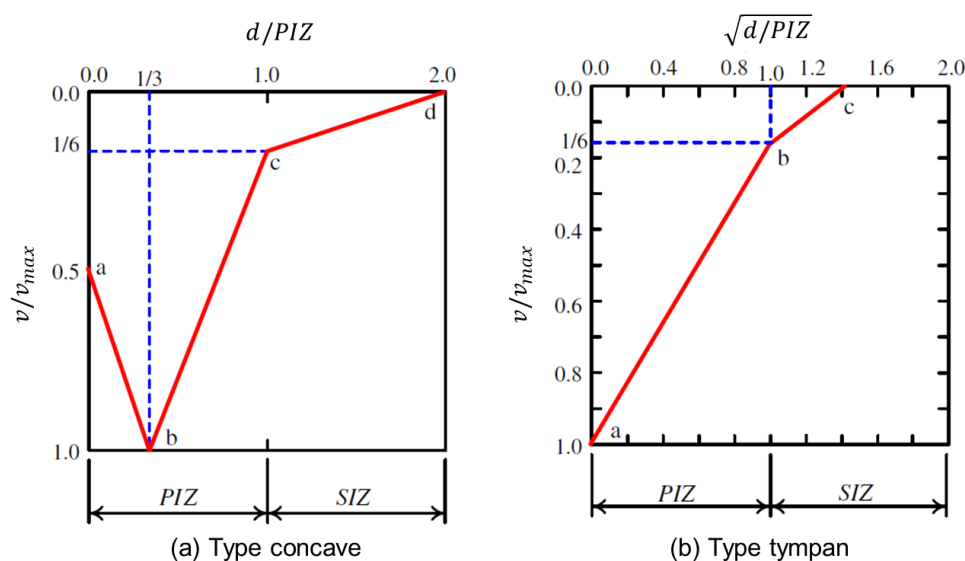 d/PIZ
0.0 1/3 1.0 2.0
0.0
1/6
0.5
1.0
v/v_max
a
b
c
d
PIZ SIZ
(a) Type concave
√d/PIZ
0.0 0.4 0.8 1.0 1.2 1.6 2.0
0.0
1/6
0.2
0.4
0.6
0.8
1.0
v/v_max
a
b
c
PIZ SIZ
(b) Type tympan